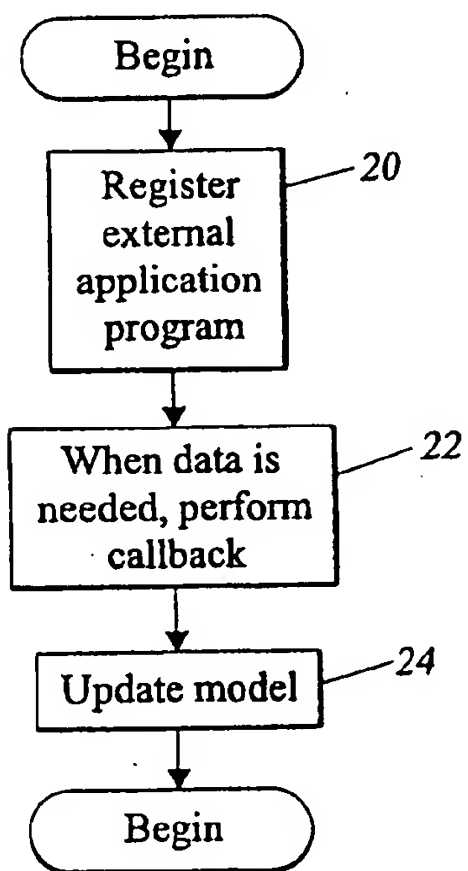 Begin
20
Register
external
application
program
22
When data is
needed, perform
callback
24
Update model
Begin